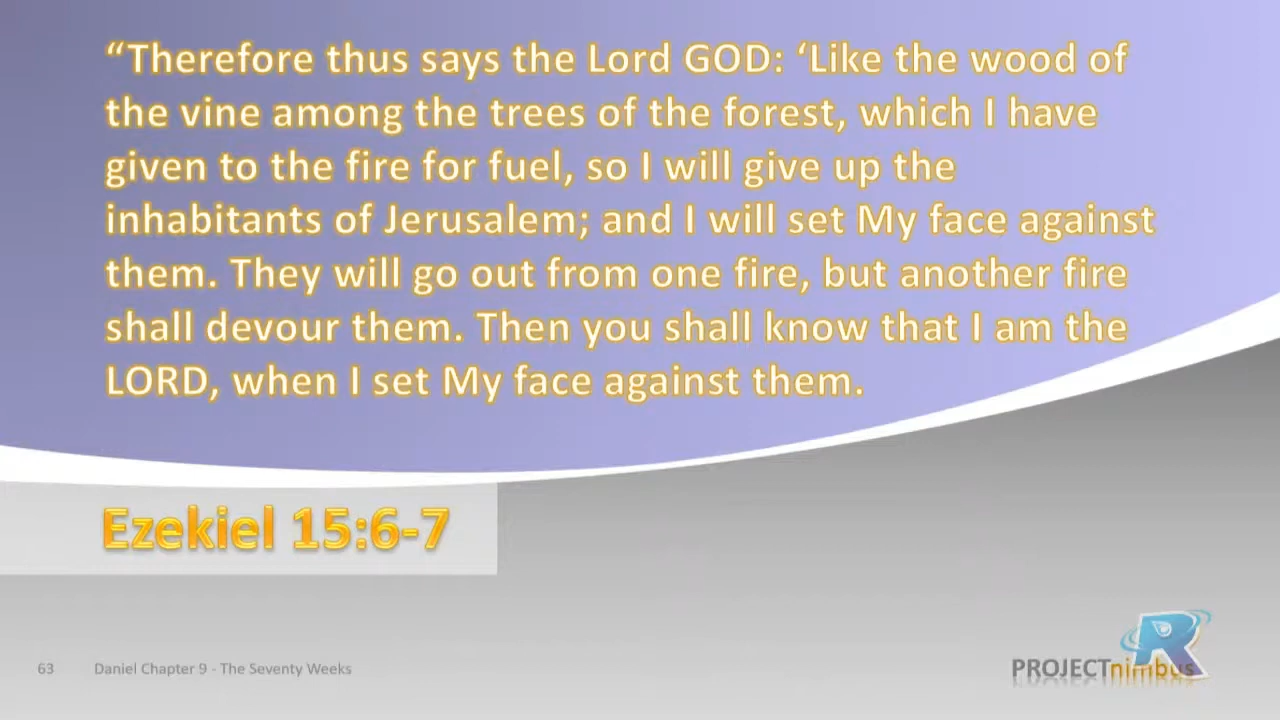 “Therefore thus says the Lord GOD: ‘Like the wood of
the vine among the trees of the forest, which I have
given to the fire for fuel, so I will give up the
inhabitants of Jerusalem; and I will set My face against
them. They will go out from one fire, but another fire
shall devour them. Then you shall know that I am the
LORD, when I set My face against them.
Ezekiel 15:6-7
63 Daniel Chapter 9 - The Seventy Weeks
PROJECTnimbus
R